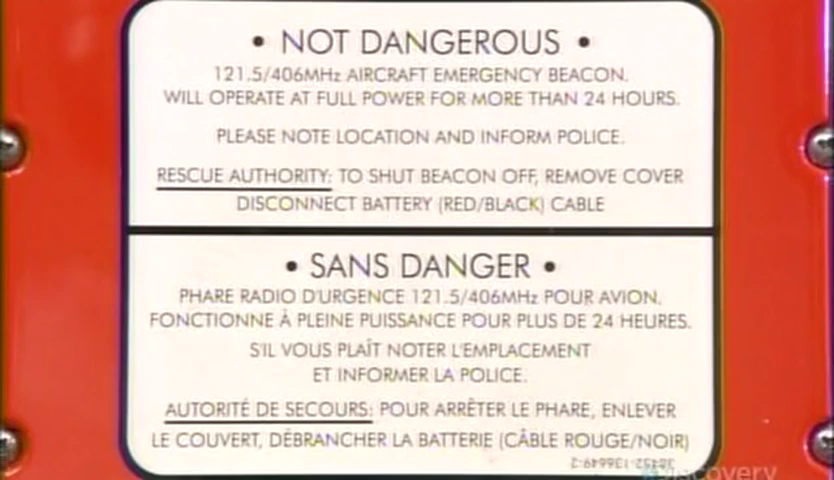 • NOT DANGEROUS •
121.5/406MHz AIRCRAFT EMERGENCY BEACON.
WILL OPERATE AT FULL POWER FOR MORE THAN 24 HOURS.
PLEASE NOTE LOCATION AND INFORM POLICE.
RESCUE AUTHORITY: TO SHUT BEACON OFF, REMOVE COVER
DISCONNECT BATTERY (RED/BLACK) CABLE
• SANS DANGER •
PHARE RADIO D'URGENCE 121.5/406MHz POUR AVION.
FONCTIONNE À PLEINE PUISSANCE POUR PLUS DE 24 HEURES.
S'IL VOUS PLAÎT NOTER L'EMPLACEMENT
ET INFORMER LA POLICE.
AUTORITÉ DE SECOURS: POUR ARRÊTER LE PHARE, ENLEVER
LE COUVERT, DÉBRANCHER LA BATTERIE (CÂBLE ROUGE/NOIR)
Discovery